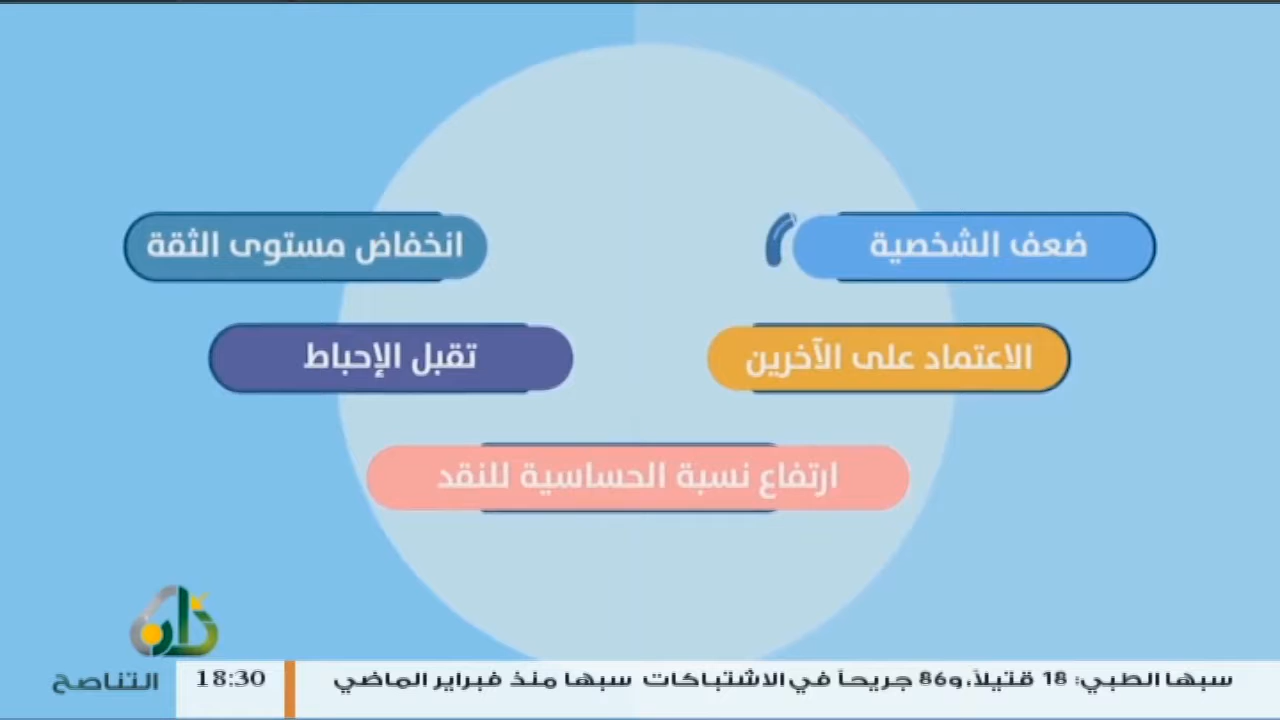 ضعف الشخصية
انخفاض مستوى الثقة
الاعتماد على الآخرين
تقبل الإحباط
ارتفاع نسبة الحساسية للنقد
سبها الطبي: 18 قتيلاً، و86 جريحاً في الاشتباكات سبها منذ فبراير الماضي
18:30
التناصح